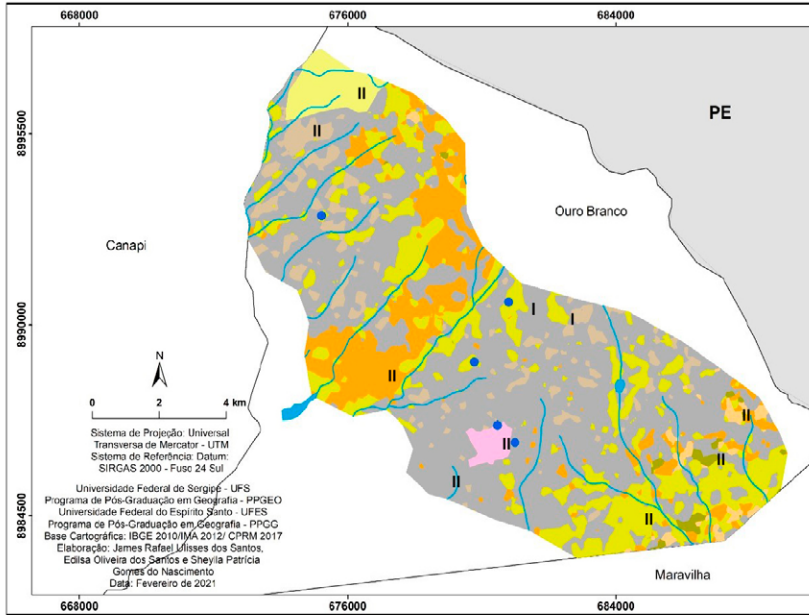 668000 676000 684000
II
PE
8995000
II
Ouro Branco
Canapi
I
I
8990000
II
N
0 2 4 km
II
Sistema de Projeção: Universal
Transversa de Mercator - UTM
Sistema de Referência: Datum:
SIRGAS 2000 - Fuso 24 Sul
II
II
II
Universidade Federal de Sergipe - UFS
Programa de Pós-Graduação em Geografia - PPGEO
Universidade Federal do Espírito Santo - UFES
Programa de Pós-Graduação em Geografia - PPGG
Base Cartográfica: IBGE 2010/IMA 2012/ CPRM 2017
Elaboração: James Rafael Ulisses dos Santos,
Edilsa Oliveira dos Santos e Sheylla Patrícia
Gomes do Nascimento
Data: Fevereiro de 2021
8984500
II
Maravilha
668000 676000 684000